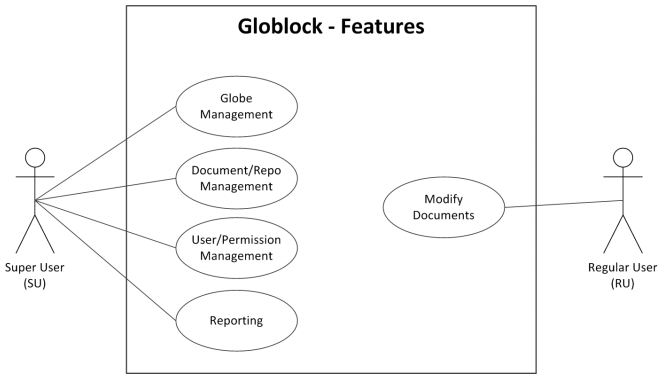 Globlock - Features
Globe
Management
Document/Repo
Management
User/Permission
Management
Reporting
Modify
Documents
Super User
(SU)
Regular User
(RU)